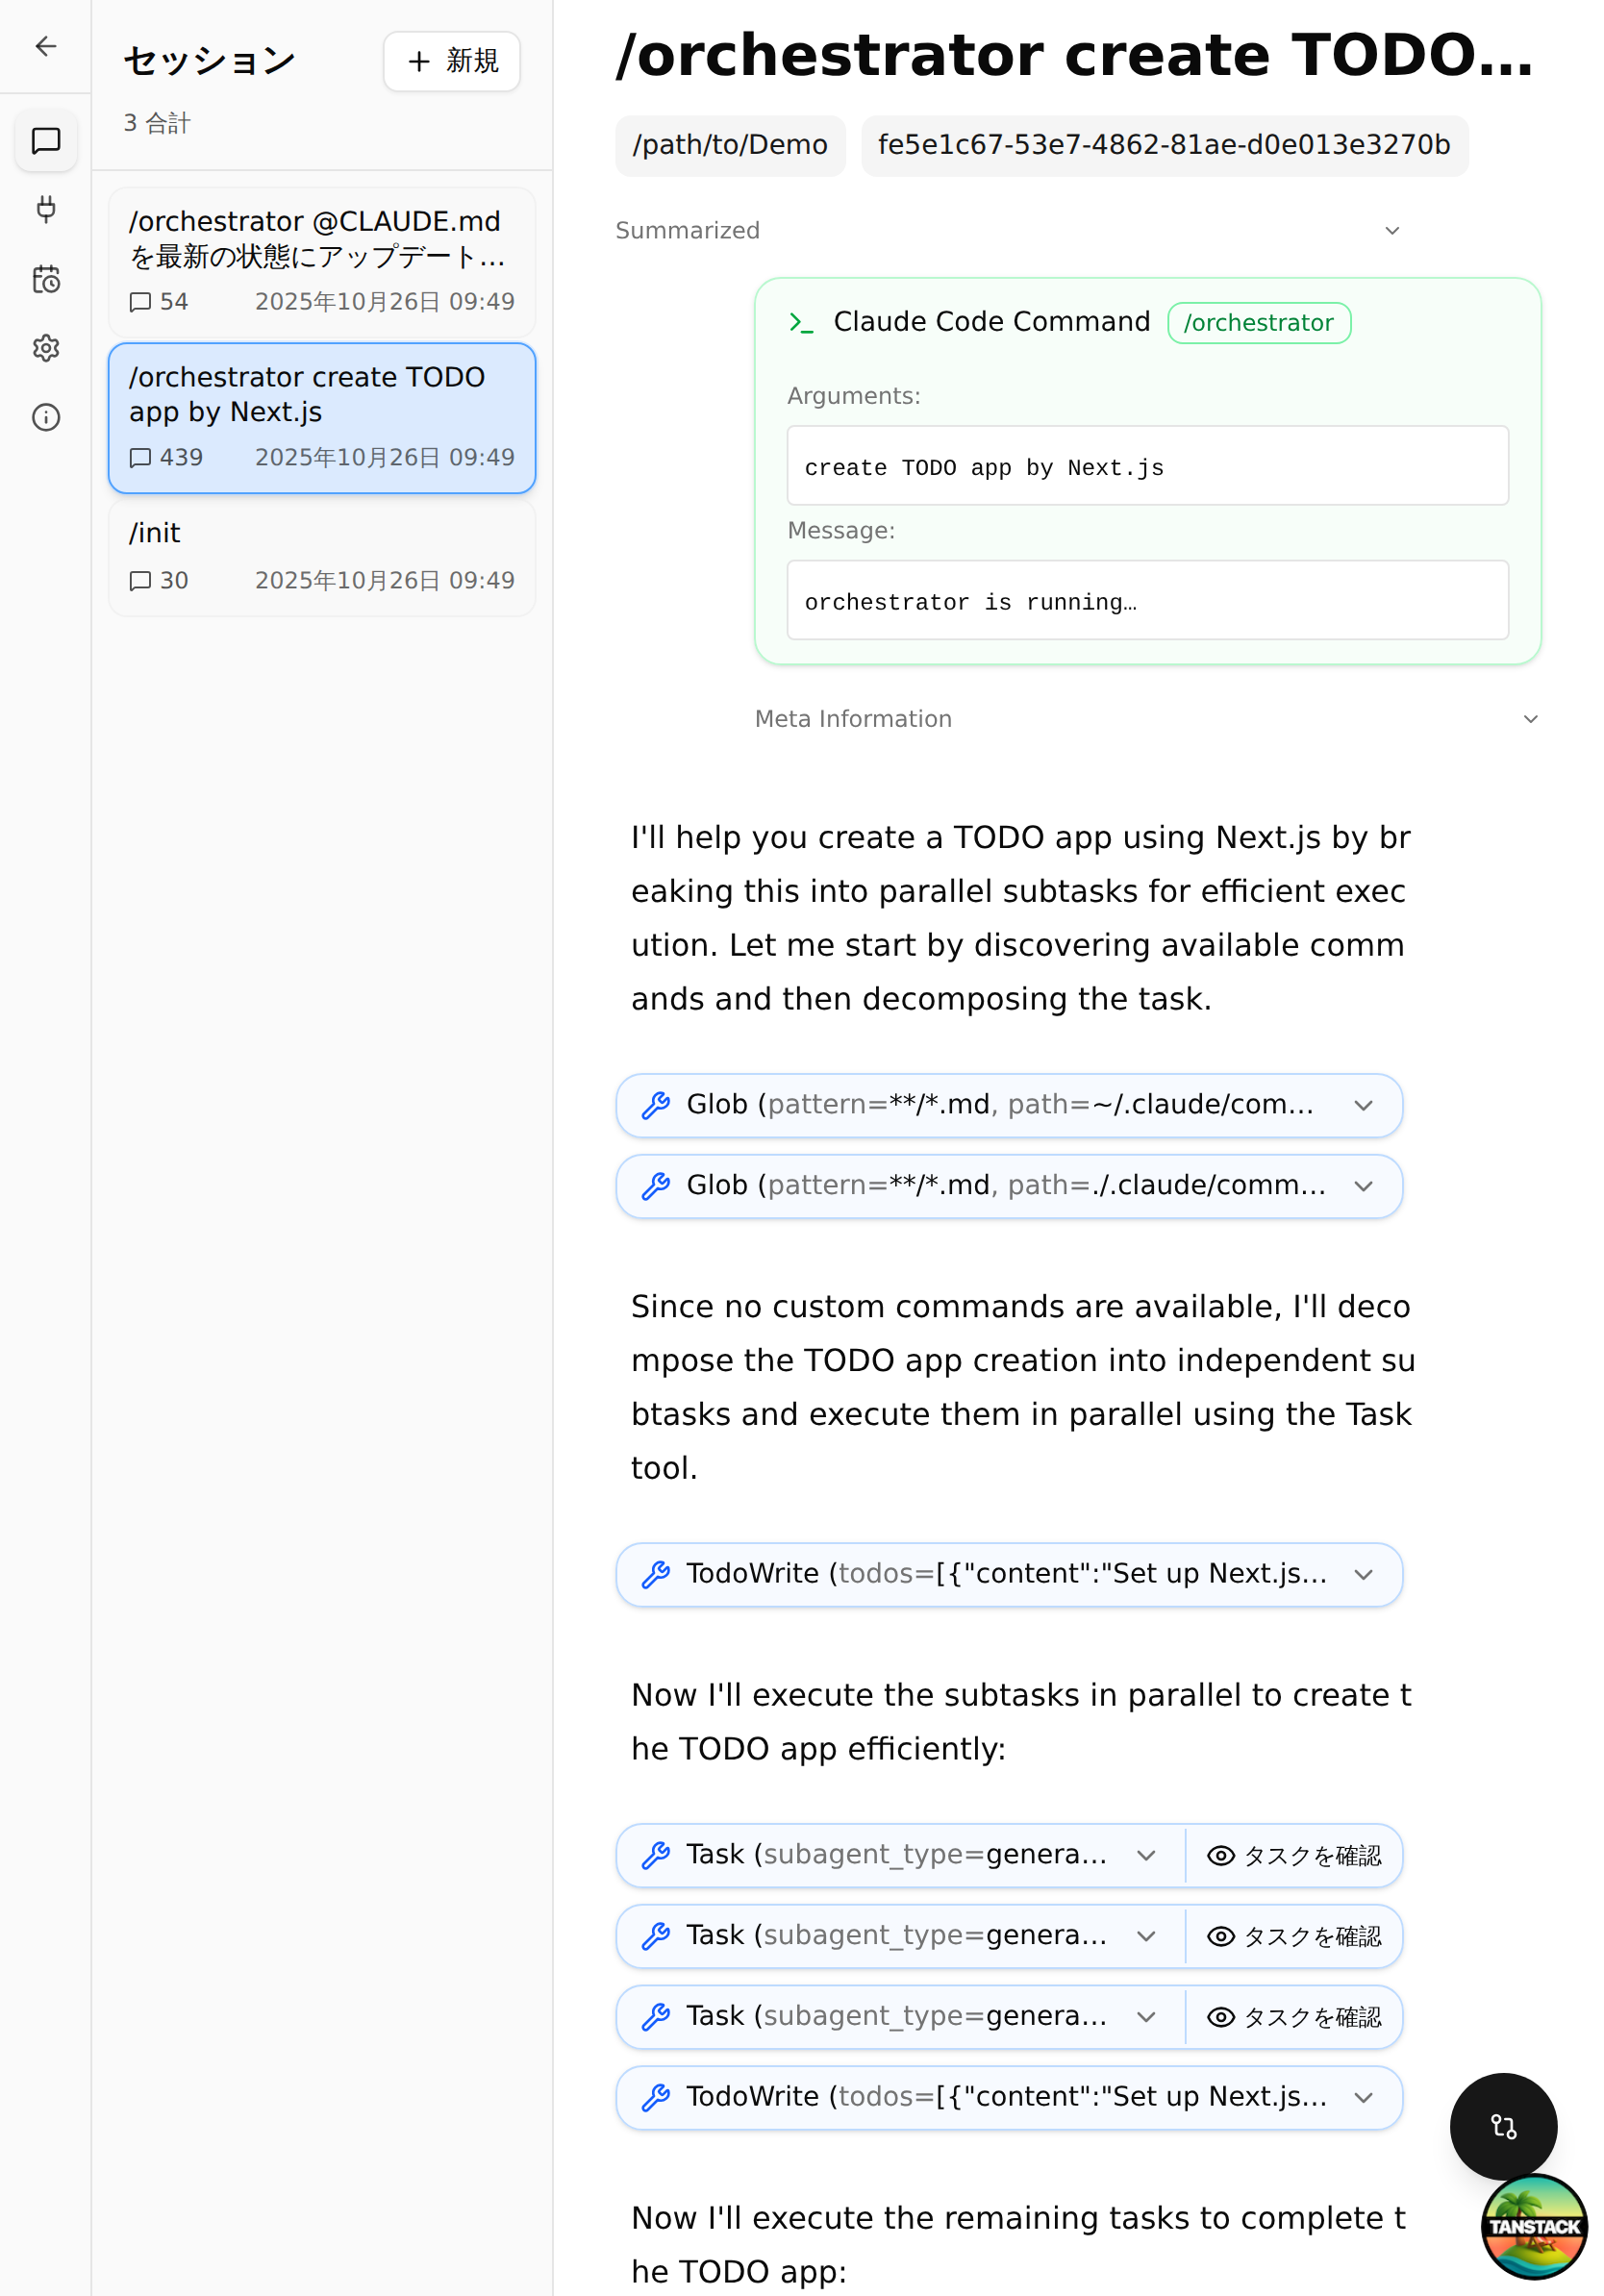 セッション
新規
3 合計
/orchestrator @CLAUDE.md
を最新の状態にアップデート…
54
2025年10月26日 09:49
/orchestrator create TODO
app by Next.js
439
2025年10月26日 09:49
/init
30
2025年10月26日 09:49
/orchestrator create TODO…
/path/to/Demo
fe5e1c67-53e7-4862-81ae-d0e013e3270b
Summarized
Claude Code Command
/orchestrator
Arguments:
create TODO app by Next.js
Message:
orchestrator is running…
Meta Information
I'll help you create a TODO app using Next.js by br
eaking this into parallel subtasks for efficient exec
ution. Let me start by discovering available comm
ands and then decomposing the task.
Glob (pattern=**/*.md, path=~/.claude/com…
Glob (pattern=**/*.md, path=./.claude/comm…
Since no custom commands are available, I'll deco
mpose the TODO app creation into independent su
btasks and execute them in parallel using the Task
tool.
TodoWrite (todos=[{"content":"Set up Next.js…
Now I'll execute the subtasks in parallel to create t
he TODO app efficiently:
Task (subagent_type=genera…
タスクを確認
Task (subagent_type=genera…
タスクを確認
Task (subagent_type=genera…
タスクを確認
TodoWrite (todos=[{"content":"Set up Next.js…
Now I'll execute the remaining tasks to complete t
he TODO app:
TANSTACK